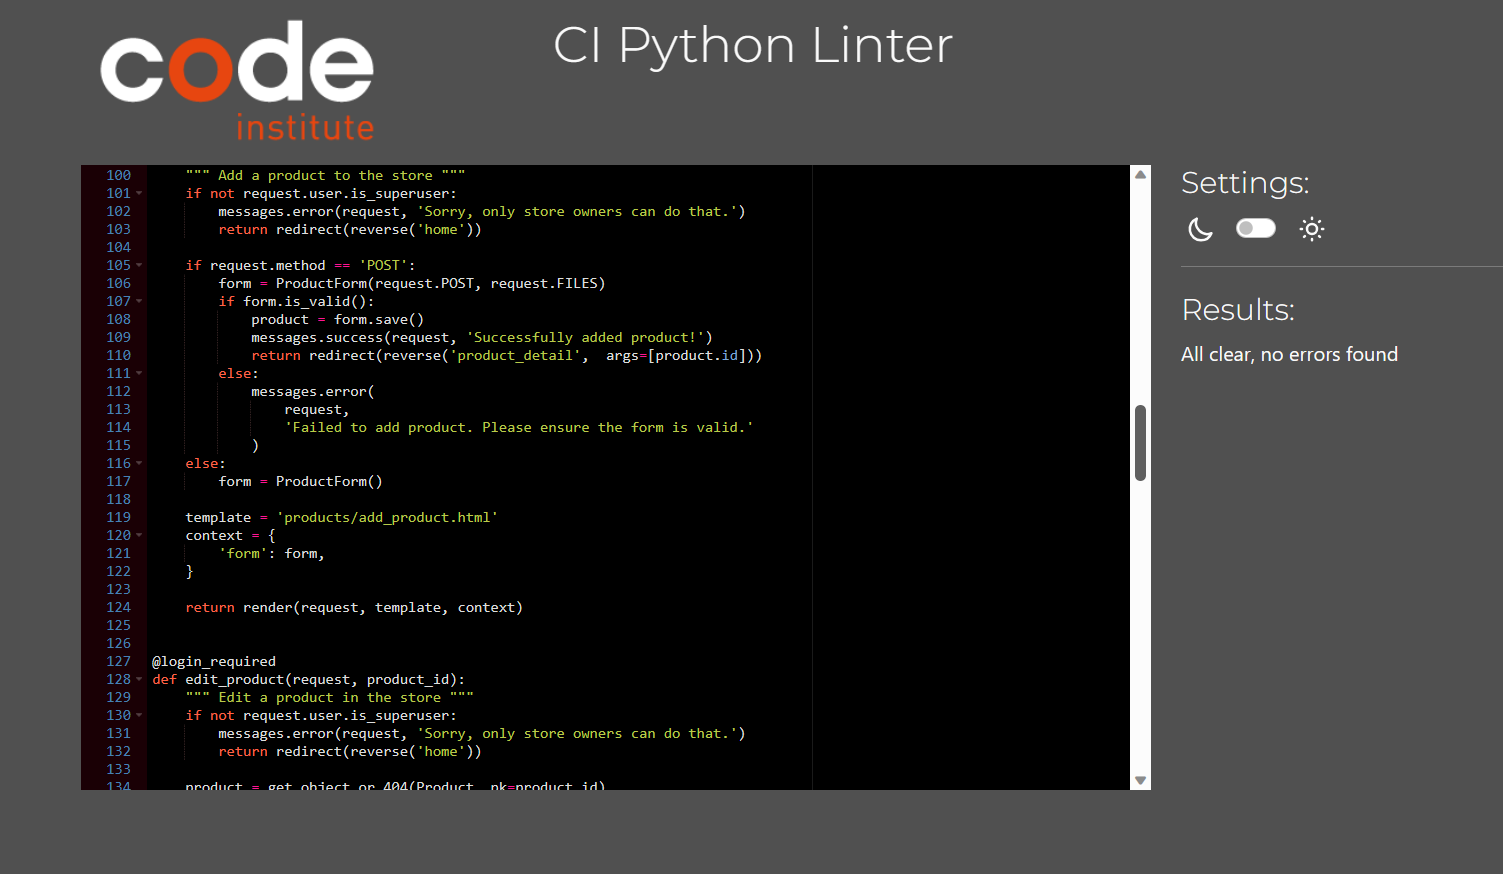 code
institute
CI Python Linter
100 """ Add a product to the store """
101 if not request.user.is_superuser:
102 messages.error(request, 'Sorry, only store owners can do that.')
103 return redirect(reverse('home'))
104
105 if request.method == 'POST':
106 form = ProductForm(request.POST, request.FILES)
107 if form.is_valid():
108 product = form.save()
109 messages.success(request, 'Successfully added product!')
110 return redirect(reverse('product_detail',  args=[product.id]))
111 else:
112 messages.error(
113 request,
114 'Failed to add product. Please ensure the form is valid.'
115 )
116 else:
117 form = ProductForm()
118
119 template = 'products/add_product.html'
120 context = {
121 'form': form,
122 }
123
124 return render(request, template, context)
125
126
127 @login_required
128 def edit_product(request, product_id):
129 """ Edit a product in the store """
130 if not request.user.is_superuser:
131 messages.error(request, 'Sorry, only store owners can do that.')
132 return redirect(reverse('home'))
133
134 product = get_object_or_404(Product, pk=product_id)
Settings:
Results:
All clear, no errors found